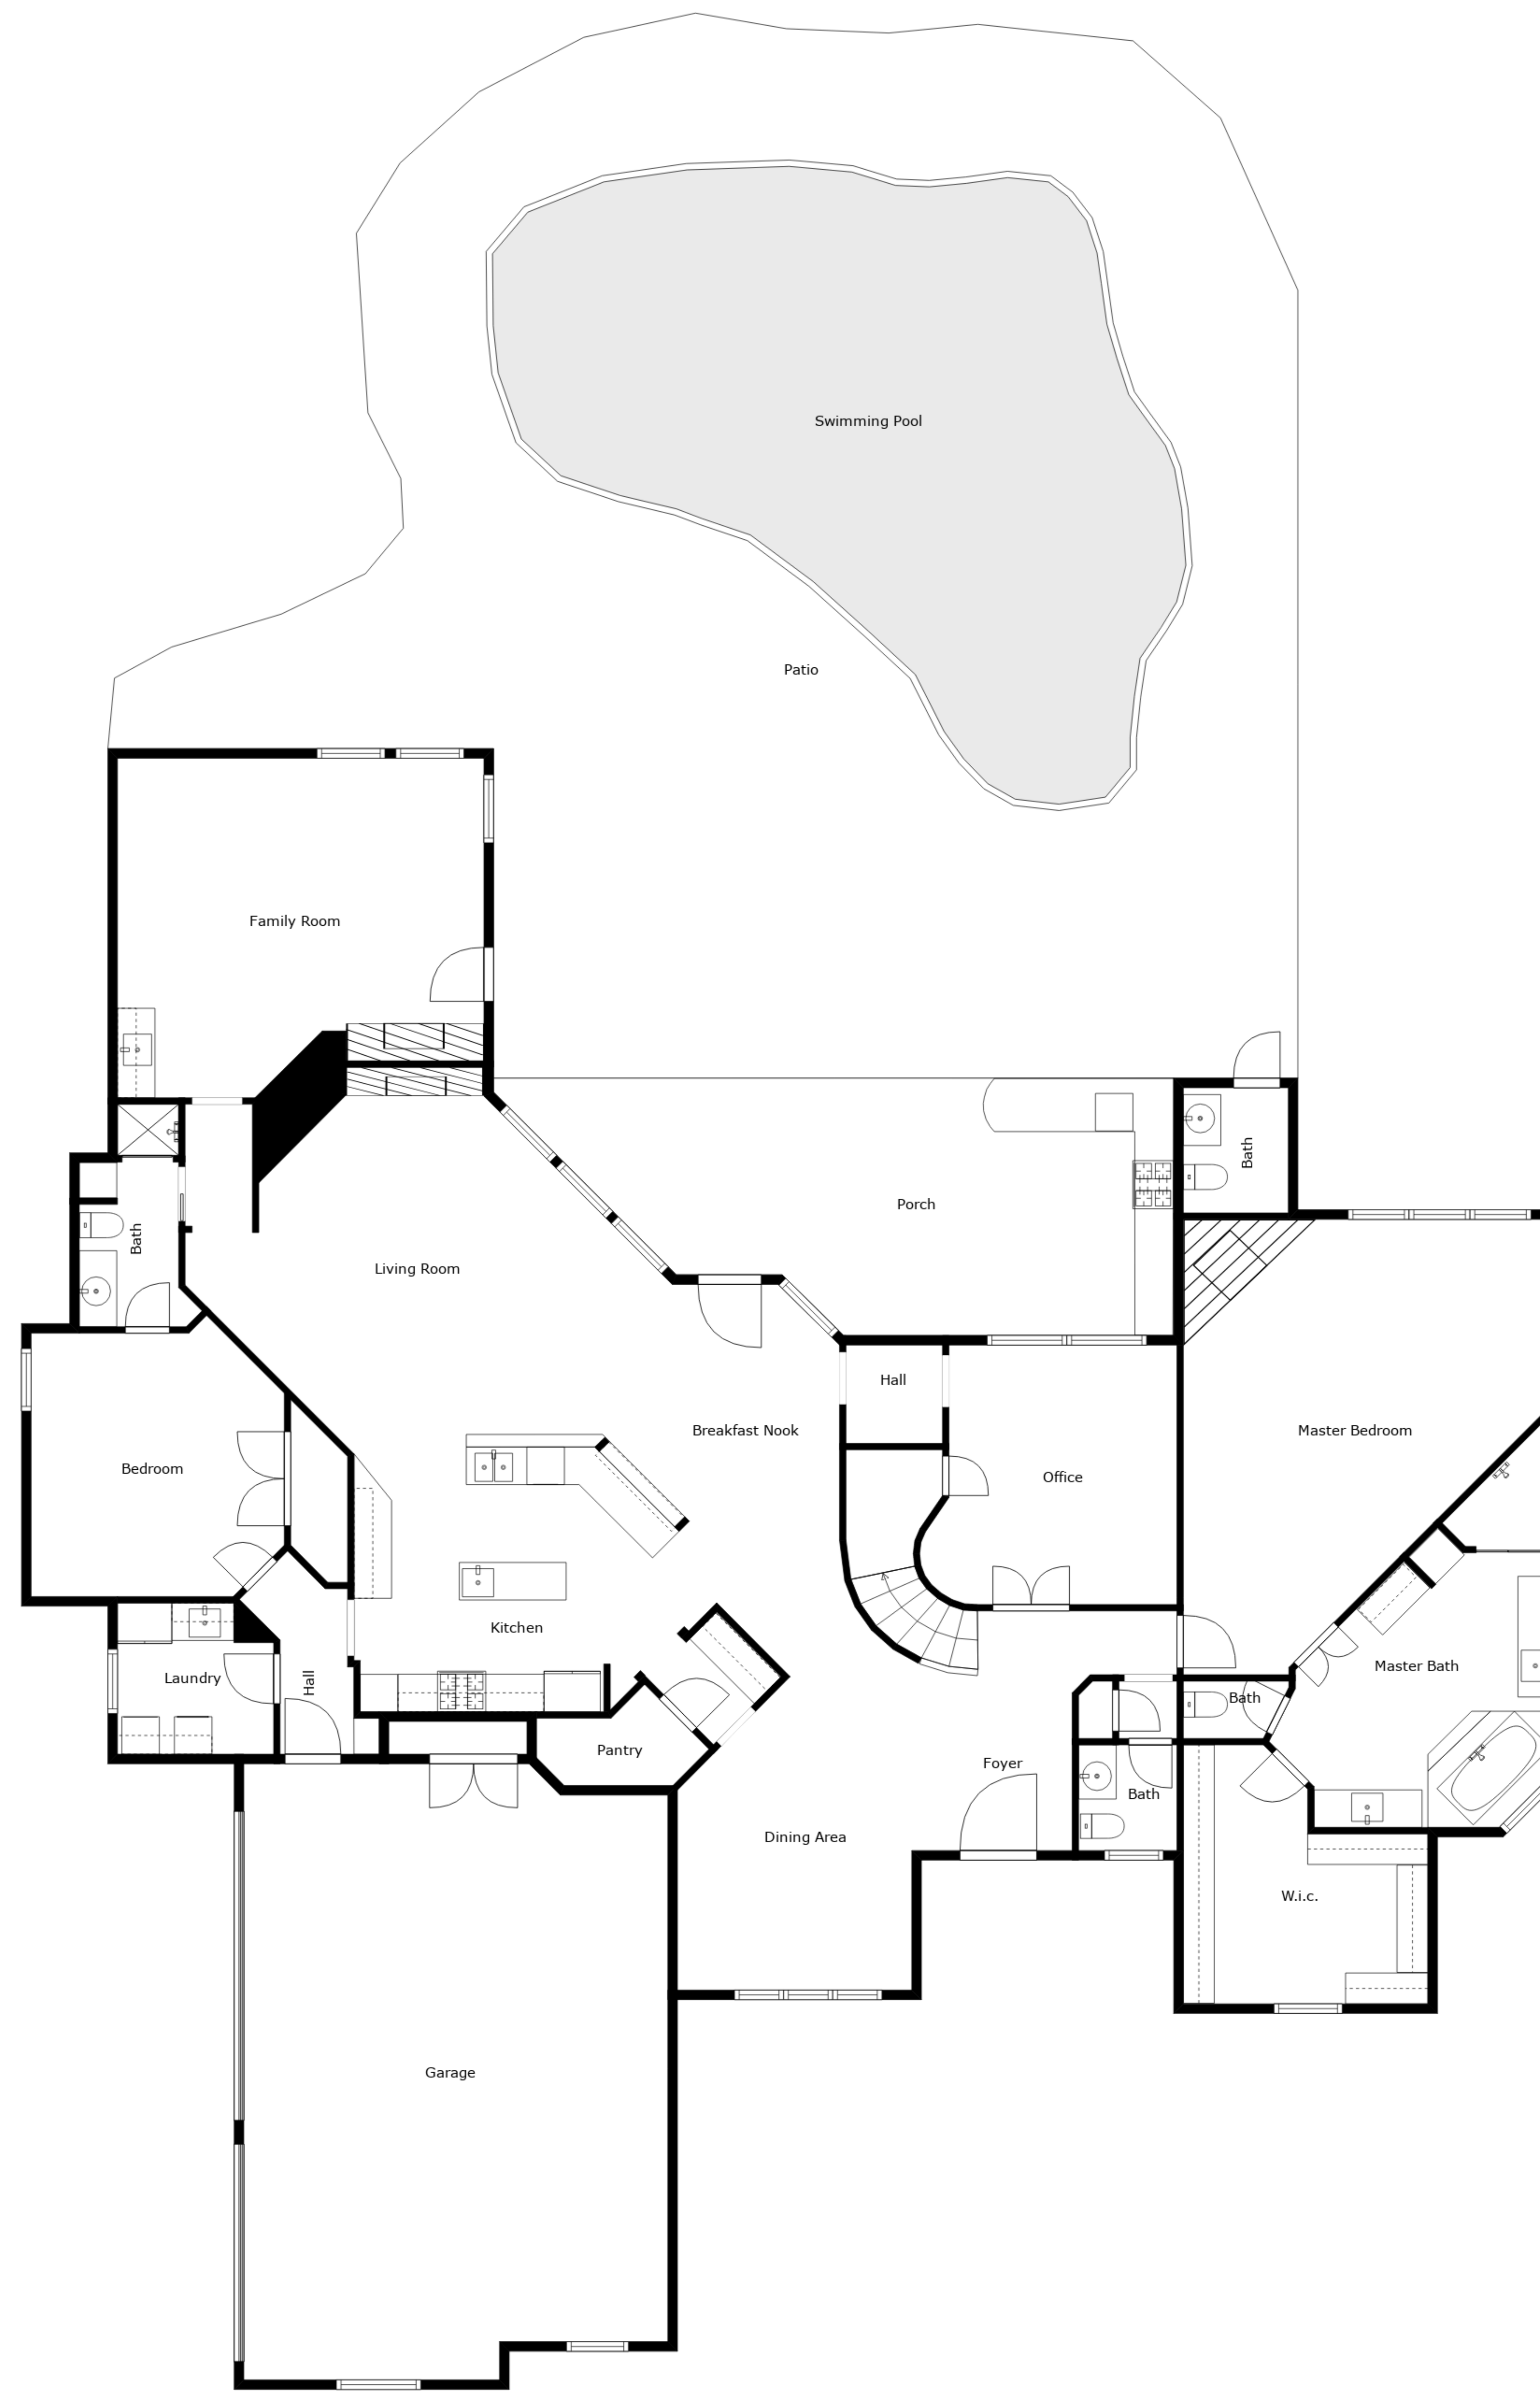 Swimming Pool
Patio
Family Room
Bath
Porch
Bath
Living Room
Hall
Breakfast Nook
Master Bedroom
Bedroom
Office
Kitchen
Master Bath
Laundry
Hall
Bath
Pantry
Foyer
Bath
Dining Area
W.i.c.
Garage